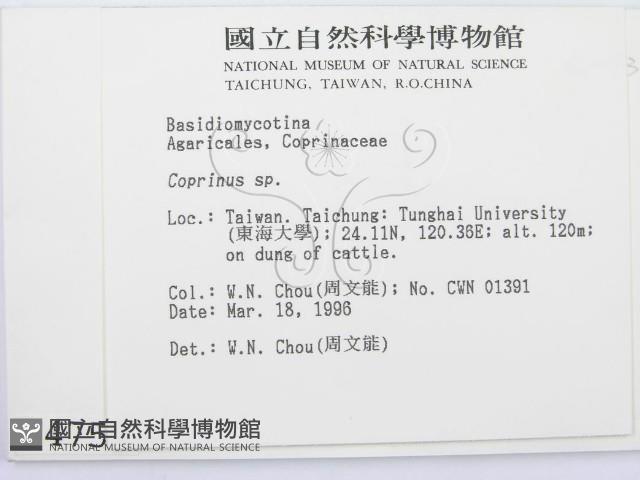 國立自然科學博物館
NATIONAL MUSEUM OF NATURAL SCIENCE
TAICHUNG, TAIWAN, R.O.CHINA
Basidiomycotina
Agaricales, Coprinaceae
Coprinus sp.
Loc.: Taiwan. Taichung: Tunghai University
(東海大學); 24.11N, 120.36E; alt. 120m;
on dung of cattle.
Col.: W.N. Chou(周文能); No. CWN 01391
Date: Mar. 18, 1996
Det.: W.N. Chou(周文能)
475
國立自然科學博物館
NATIONAL MUSEUM OF NATURAL SCIENCE